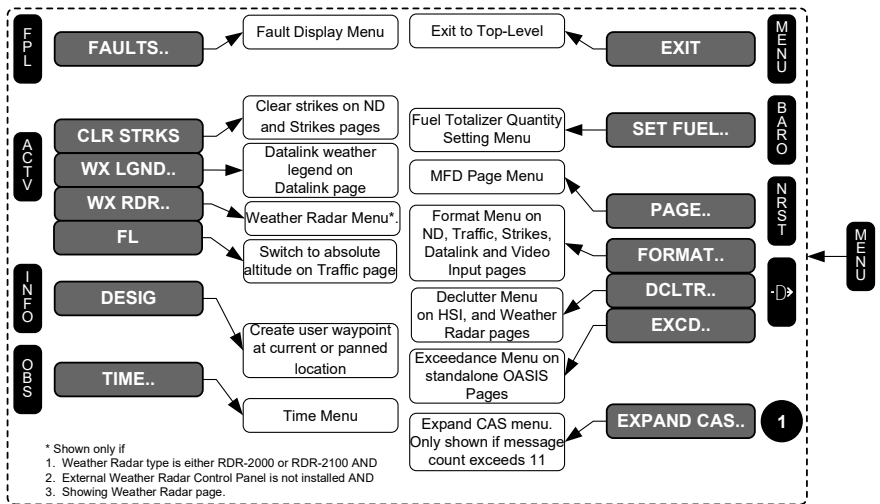 FPL
FAULTS..
Fault Display Menu
Exit to Top-Level
EXIT
MENU
ACTV
CLR STRKS
Clear strikes on ND
and Strikes pages
WX LGND..
Datalink weather
legend on
Datalink page
WX RDR..
Weather Radar Menu*.
FL
Switch to absolute
altitude on Traffic page
Fuel Totalizer Quantity
Setting Menu
SET FUEL..
BARO
MFD Page Menu
PAGE..
NRST
Format Menu on
ND, Traffic, Strikes,
Datalink and Video
Input pages
FORMAT..
Declutter Menu
on HSI, and Weather
Radar pages
DCLTR..
-D>
MENU
INFO
DESIG
Create user waypoint
at current or panned
location
Exceedance Menu on
standalone OASIS
Pages
EXCD..
OBS
TIME..
Time Menu
Expand CAS menu.
Only shown if message
count exceeds 11
EXPAND CAS..
1
* Shown only if
1. Weather Radar type is either RDR-2000 or RDR-2100 AND
2. External Weather Radar Control Panel is not installed AND
3. Showing Weather Radar page.